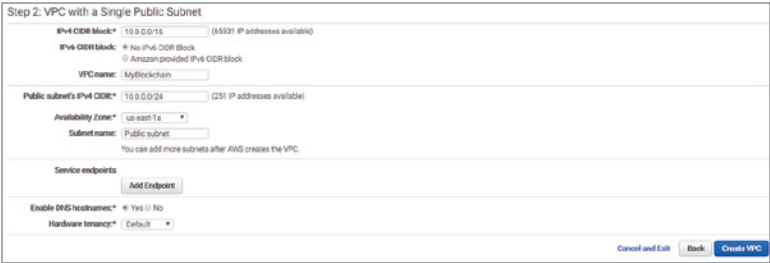 Step 2: VPC with a Single Public Subnet
IPv4 CIDR block:* 10.0.0.0/16 (65531 IP addresses available)
IPv6 CIDR block: No IPv6 CIDR Block
Amazon provided IPv6 CIDR block
VPC name: MyBlockchain
Public subnet's IPv4 CIDR:* 10.0.0.0/24 (251 IP addresses available)
Availability Zone:* us-east-1a
Subnet name: Public subnet
You can add more subnets after AWS creates the VPC.
Service endpoints
Add Endpoint
Enable DNS hostnames:* Yes No
Hardware tenancy:* Default
Cancel and Exit Back Create VPC